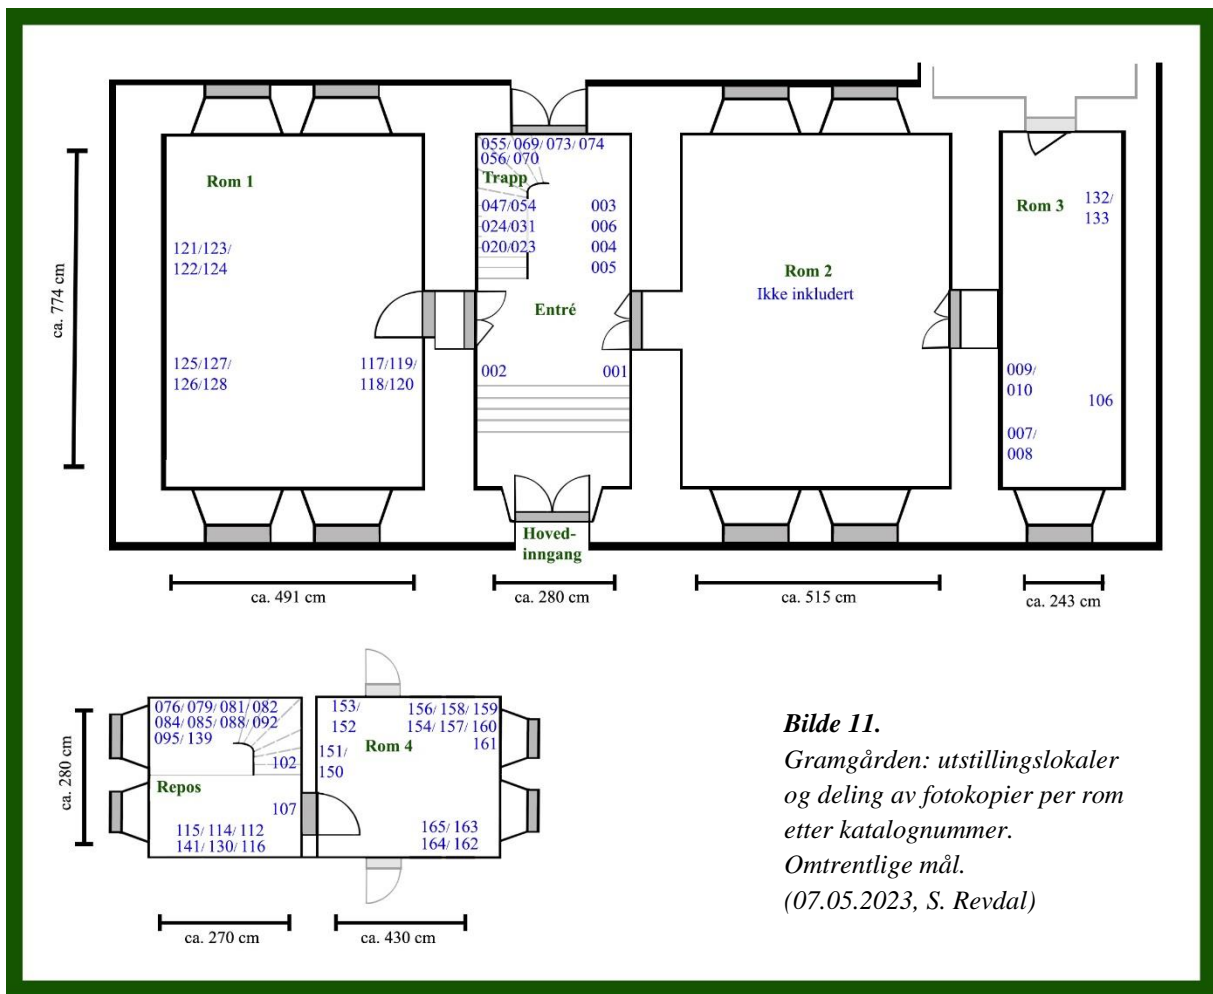 055/ 069/ 073/ 074
056/ 070
Trapp
Rom 1
047/054
003
024/031
006
020/023
004
005
121/123/
122/124
Entré
125/127/
126/128
117/119/
118/120
002
001
Rom 2
Ikke inkludert
Rom 3
132/
133
009/
010
106
007/
008
Hoved-
inngang
ca. 774 cm
ca. 491 cm
ca. 280 cm
ca. 515 cm
ca. 243 cm
076/ 079/ 081/ 082
084/ 085/ 088/ 092
095/ 139
102
Repos
107
115/ 114/ 112
141/ 130/ 116
153/
152
156/ 158/ 159
154/ 157/ 160
161
Rom 4
151/
150
165/ 163
164/ 162
ca. 280 cm
ca. 270 cm
ca. 430 cm
Bilde 11.
Gramgården: utstillingslokaler
og deling av fotokopier per rom
etter katalognummer.
Omtrentlige mål.
(07.05.2023, S. Revdal)